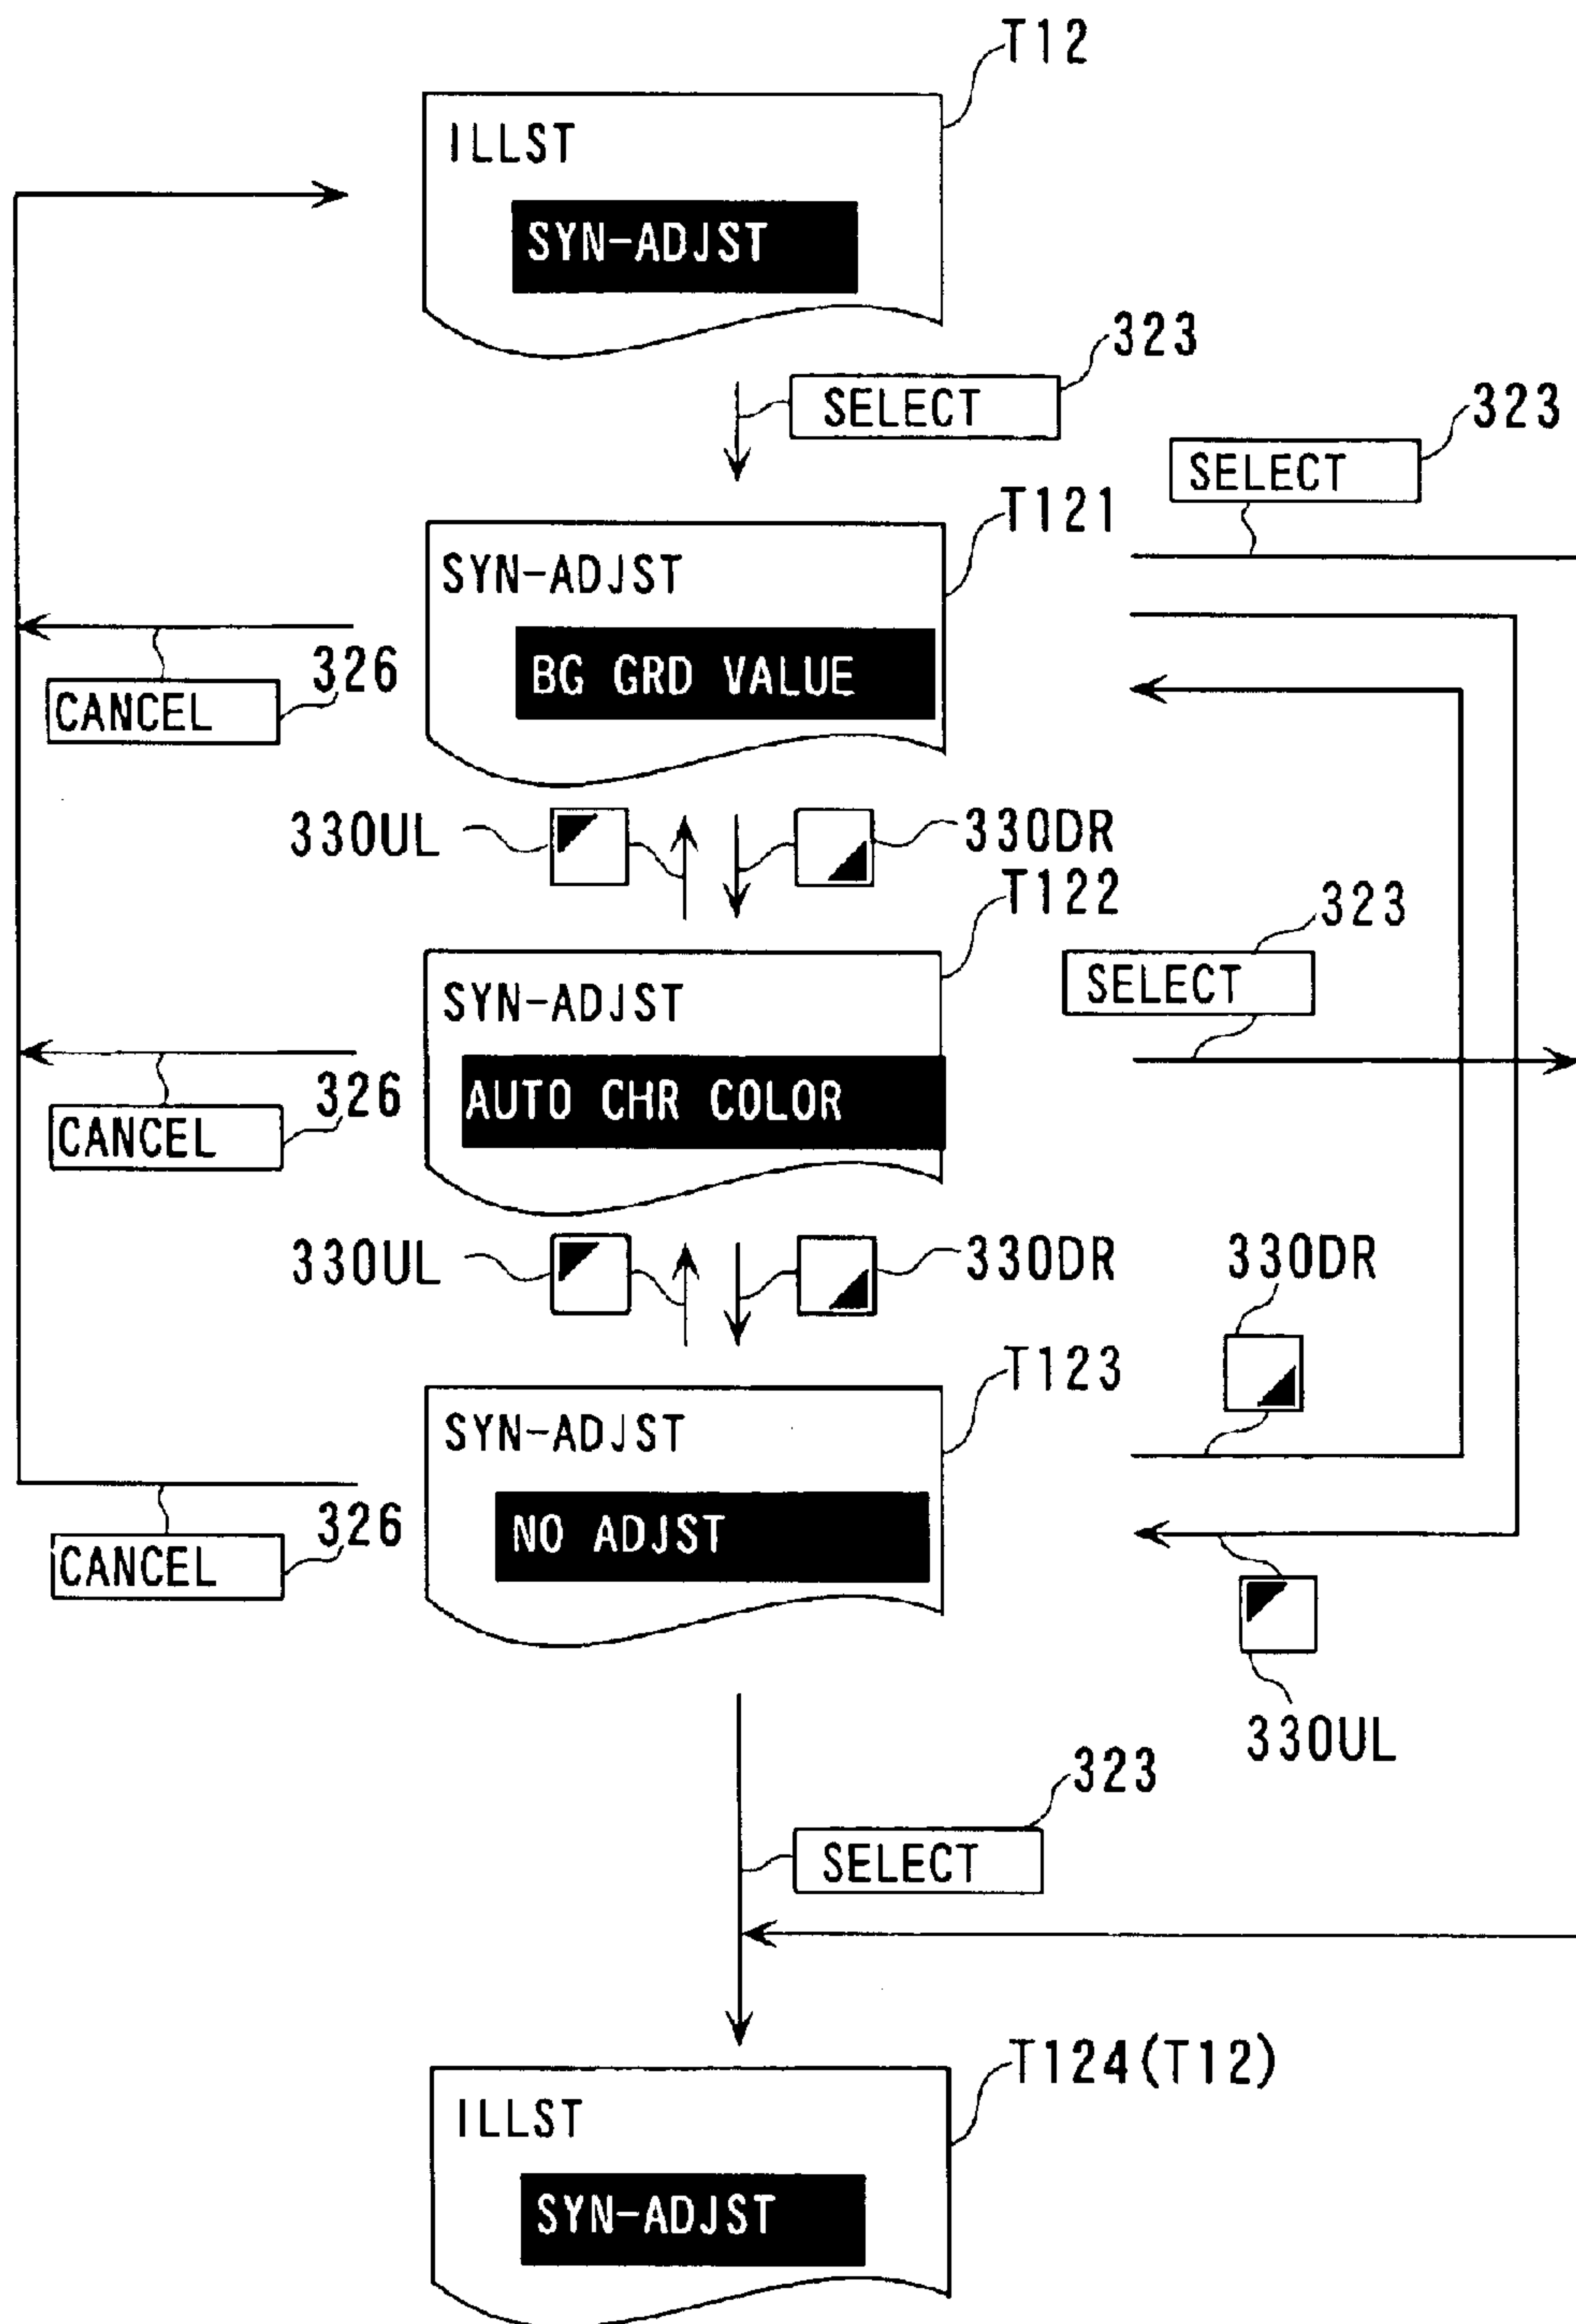 T12
ILLST
SYN-ADJST
323
SELECT
323
SELECT
T121
SYN-ADJST
BG GRD VALUE
326
CANCEL
330UL
330DR
T122
323
SELECT
SYN-ADJST
AUTO CHR COLOR
326
CANCEL
330UL
330DR
330DR
T123
SYN-ADJST
NO ADJST
326
CANCEL
330UL
323
SELECT
T124(T12)
ILLST
SYN-ADJST